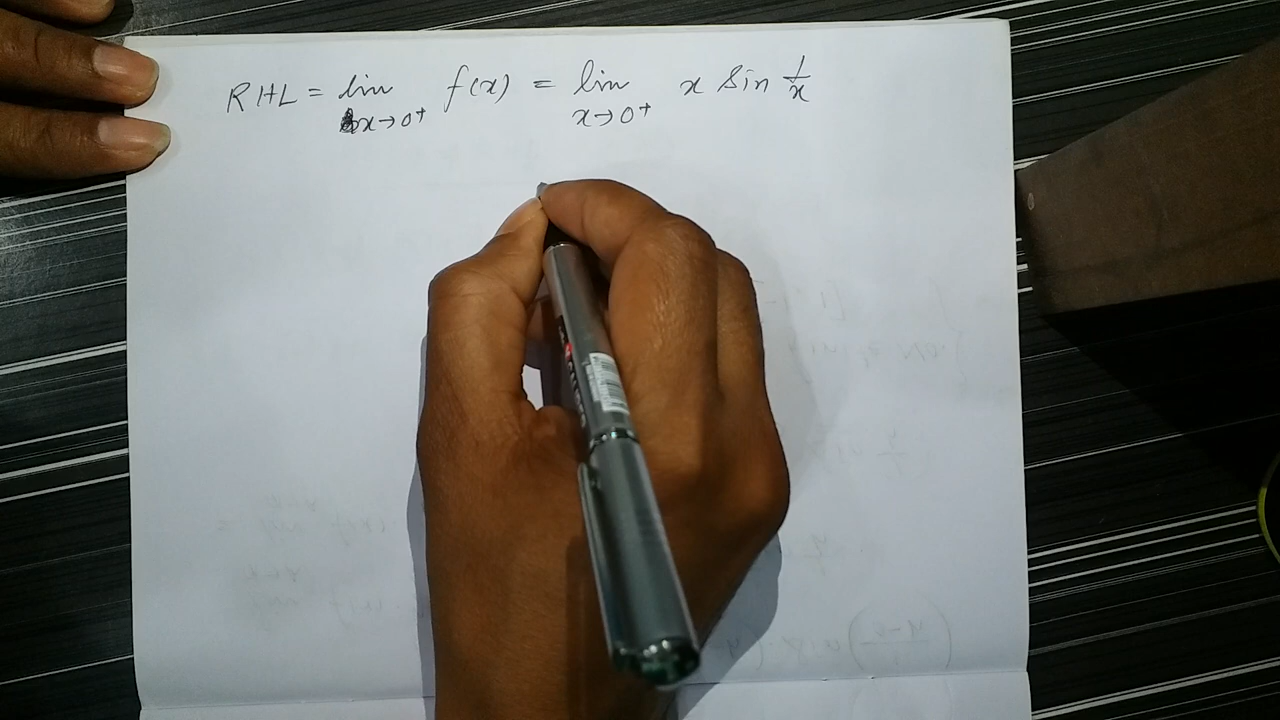 RHL = lim f(x) = lim x sin 1/x
x→0+ x→0+